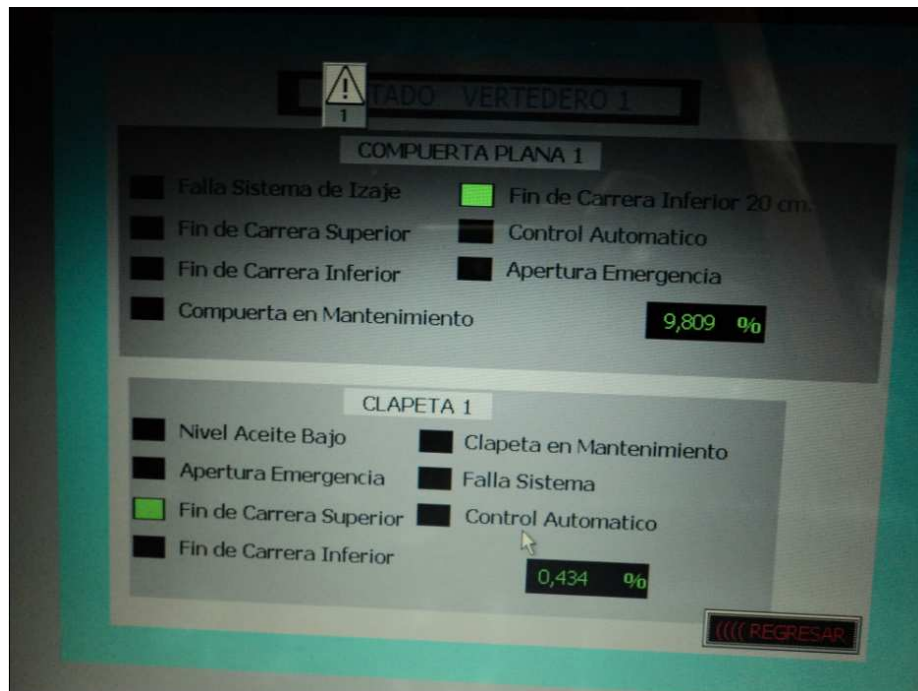 TADO VERTEDERO 1
1
COMPUERTA PLANA 1
Falla Sistema de Izaje
Fin de Carrera Inferior 20 cm.
Fin de Carrera Superior
Control Automatico
Fin de Carrera Inferior
Apertura Emergencia
Compuerta en Mantenimiento
9,809 %
CLAPETA 1
Nivel Aceite Bajo
Clapeta en Mantenimiento
Apertura Emergencia
Falla Sistema
Fin de Carrera Superior
Control Automatico
Fin de Carrera Inferior
0,434 %
(((( REGRESAR